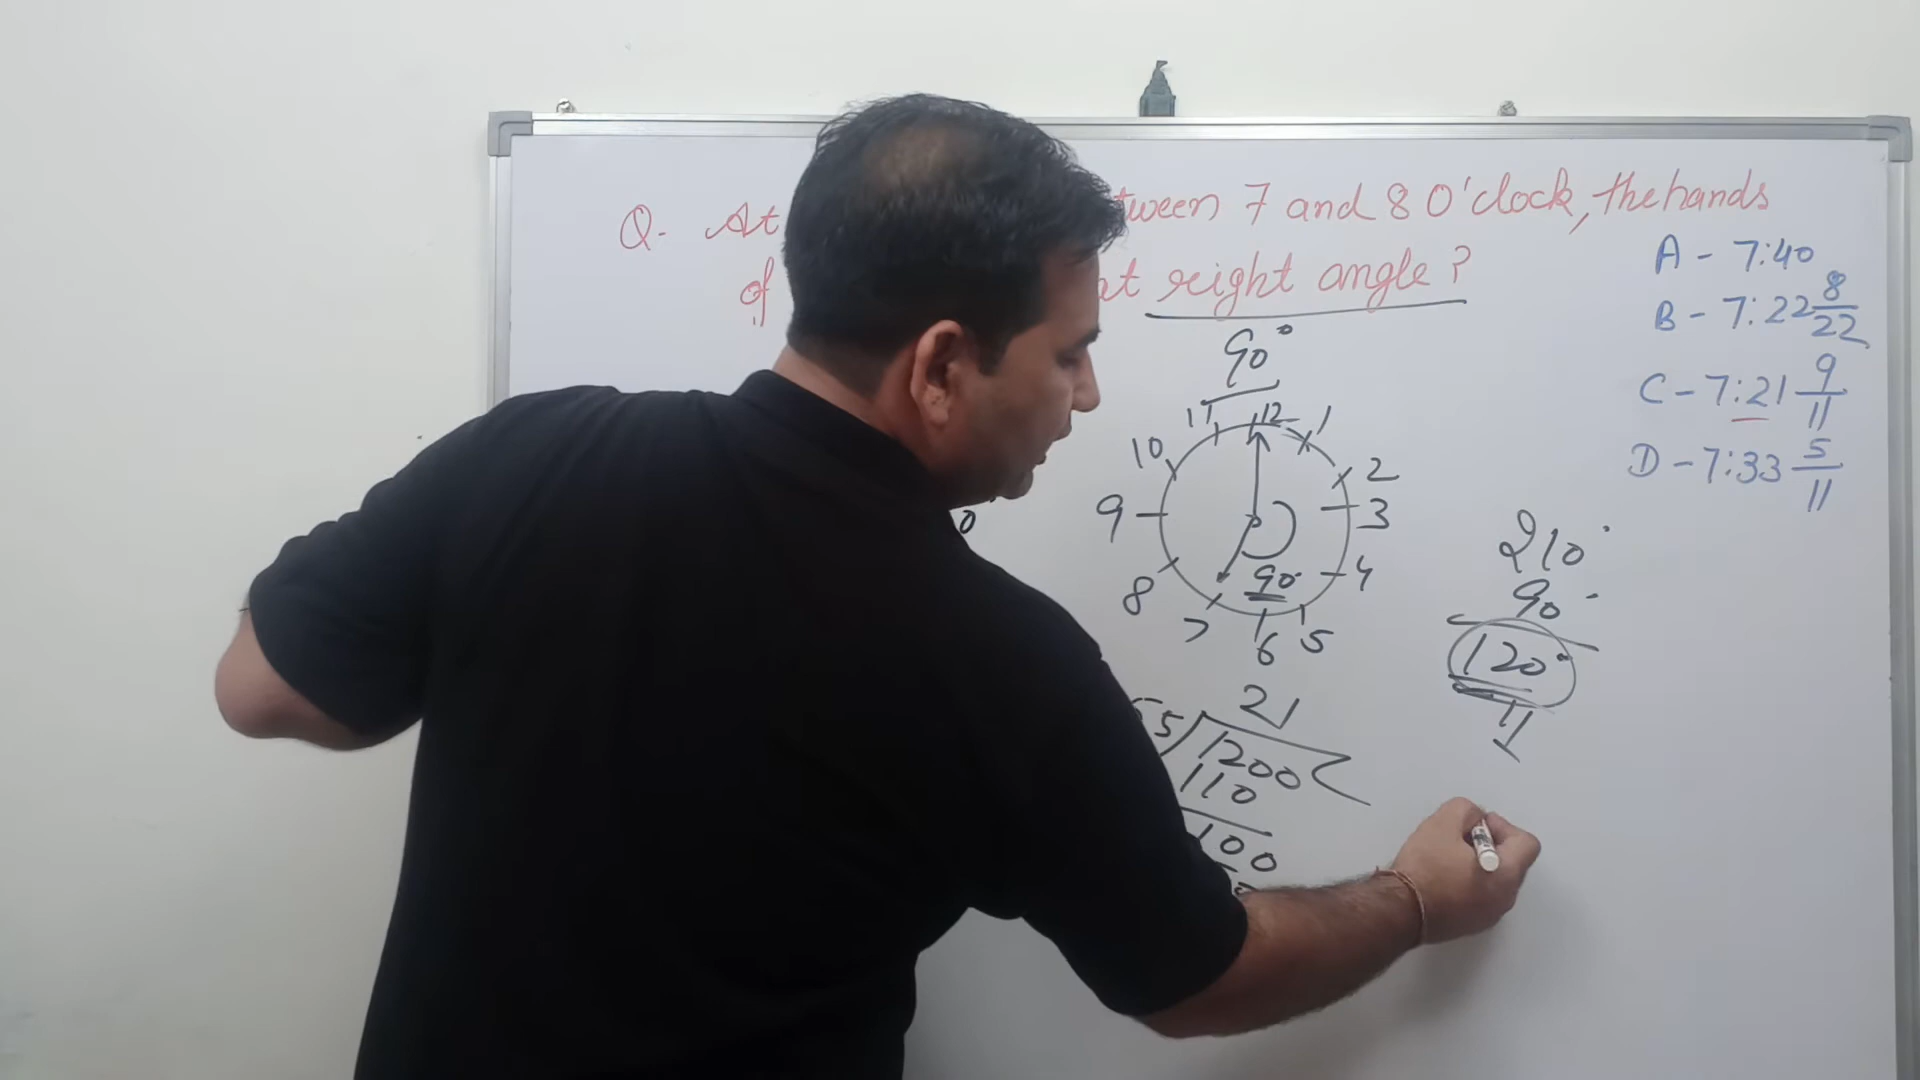 Q- At tween 7 and 8 O'clock, the hands
of at right angle ?
A - 7:40
B - 7:22 8/22
C - 7:21 9/11
D - 7:33 5/11
90°
11 12 1
10 2
9 3
8 90° 4
7 6 5
0
210°
90°
120°
11
21
55 1200
110
100